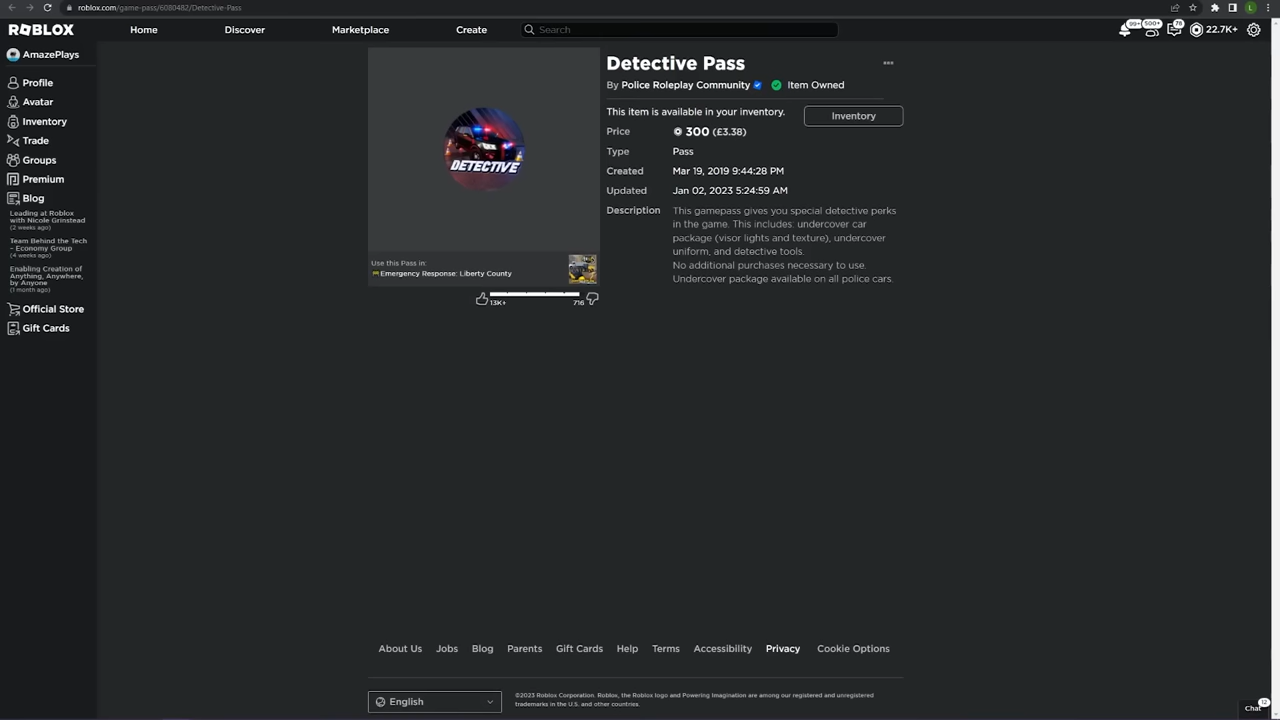 roblox.com/game-pass/6080482/Detective-Pass
ROBLOX
Home
Discover
Marketplace
Create
Search
99+
500+
78
22.7K+
AmazePlays
Profile
Avatar
Inventory
Trade
Groups
Premium
Blog
Leading at Roblox
with Nicole Grinstead
(2 weeks ago)
Team Behind the Tech
– Economy Group
(4 weeks ago)
Enabling Creation of
Anything, Anywhere,
by Anyone
(1 month ago)
Official Store
Gift Cards
DETECTIVE
Use this Pass in:
Emergency Response: Liberty County
13K+
716
Detective Pass
By Police Roleplay Community Item Owned
This item is available in your inventory.
Inventory
Price 300 (£3.38)
Type Pass
Created Mar 19, 2019 9:44:28 PM
Updated Jan 02, 2023 5:24:59 AM
Description This gamepass gives you special detective perks
in the game. This includes: undercover car
package (visor lights and texture), undercover
uniform, and detective tools.
No additional purchases necessary to use.
Undercover package available on all police cars.
About Us Jobs Blog Parents Gift Cards Help Terms Accessibility Privacy Cookie Options
English
©2023 Roblox Corporation. Roblox, the Roblox logo and Powering Imagination are among our registered and unregistered
trademarks in the U.S. and other countries.
Chat
12